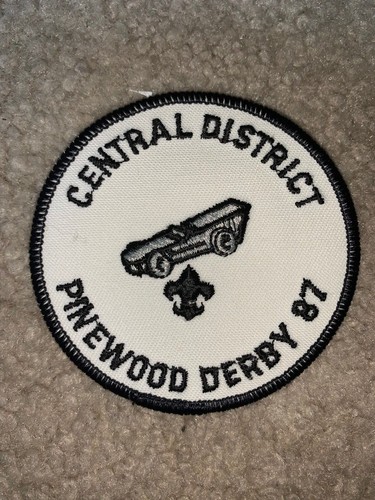 CENTRAL DISTRICT
PINEWOOD DERBY 87